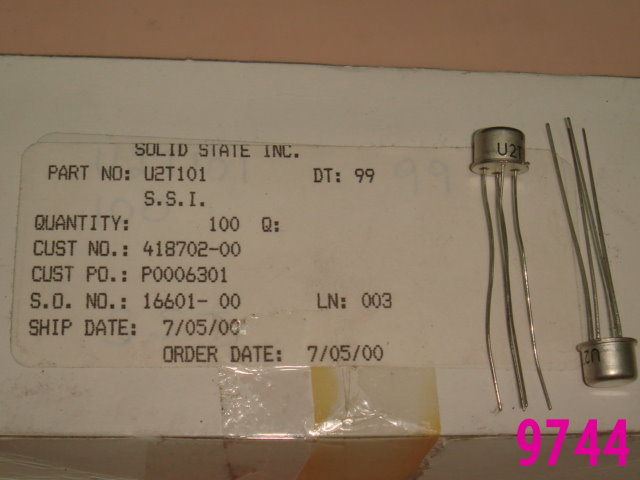 SOLID STATE INC.
PART NO: U2T101 DT: 99
S.S.I.
QUANTITY: 100 Q:
CUST NO.: 418702-00
CUST PO.: P0006301
S.O. NO.: 16601- 00 LN: 003
SHIP DATE: 7/05/00
ORDER DATE: 7/05/00
U2T
U2T
9744